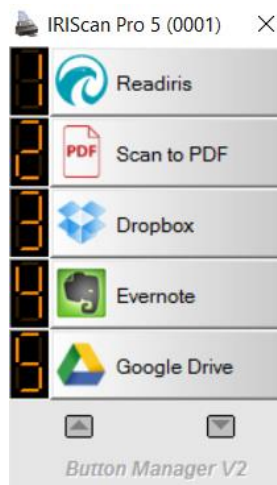 IRIScan Pro 5 (0001)
1 Readiris
2 PDF Scan to PDF
3 Dropbox
4 Evernote
5 Google Drive
Button Manager V2